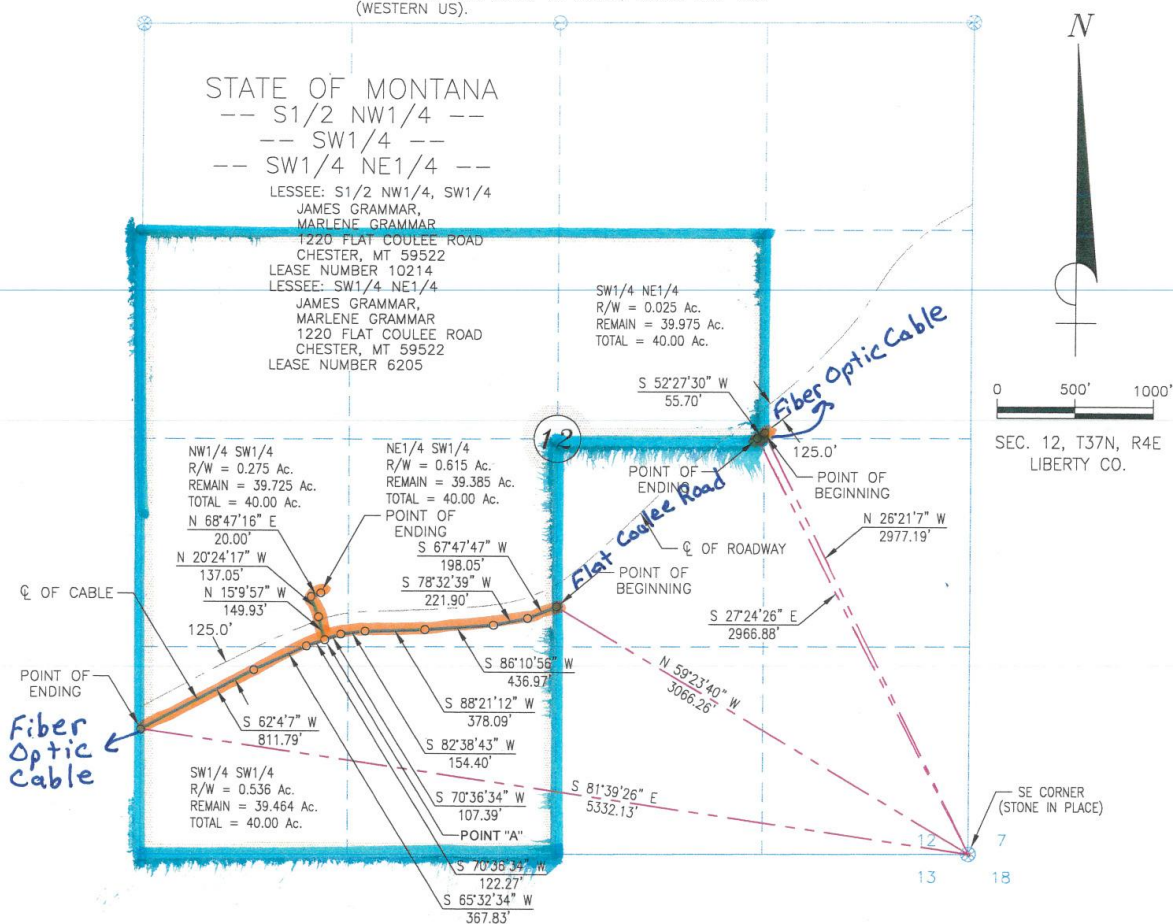 (WESTERN US).
N
STATE OF MONTANA
-- S1/2 NW1/4 --
-- SW1/4 --
-- SW1/4 NE1/4 --
LESSEE: S1/2 NW1/4, SW1/4
JAMES GRAMMAR,
MARLENE GRAMMAR
1220 FLAT COULEE ROAD
CHESTER, MT 59522
LEASE NUMBER 10214
LESSEE: SW1/4 NE1/4
JAMES GRAMMAR,
MARLENE GRAMMAR
1220 FLAT COULEE ROAD
CHESTER, MT 59522
LEASE NUMBER 6205
SW1/4 NE1/4
R/W = 0.025 Ac.
REMAIN = 39.975 Ac.
TOTAL = 40.00 Ac.
S 52°27'30" W
55.70'
Fiber Optic Cable
125.0'
0 500' 1000'
SEC. 12, T37N, R4E
LIBERTY CO.
12
POINT OF
ENDING
POINT OF
BEGINNING
NW1/4 SW1/4
R/W = 0.275 Ac.
REMAIN = 39.725 Ac.
TOTAL = 40.00 Ac.
NE1/4 SW1/4
R/W = 0.615 Ac.
REMAIN = 39.385 Ac.
TOTAL = 40.00 Ac.
POINT OF
ENDING
N 68°47'16" E
20.00'
N 20°24'17" W
137.05'
N 15°9'57" W
149.93'
S 67°47'47" W
198.05'
S 78°32'39" W
221.90'
Flat Coulee Road
℄ OF ROADWAY
POINT OF
BEGINNING
N 26°21'7" W
2977.19'
S 27°24'26" E
2966.88'
℄ OF CABLE
125.0'
POINT OF
ENDING
Fiber
Optic
Cable
S 62°4'7" W
811.79'
S 86°10'56" W
436.97'
S 88°21'12" W
378.09'
S 82°38'43" W
154.40'
S 70°36'34" W
107.39'
POINT "A"
S 70°36'34" W
122.27'
S 65°32'34" W
367.83'
N 59°23'40" W
3066.26'
S 81°39'26" E
5332.13'
SW1/4 SW1/4
R/W = 0.536 Ac.
REMAIN = 39.464 Ac.
TOTAL = 40.00 Ac.
SE CORNER
(STONE IN PLACE)
12 7
13 18